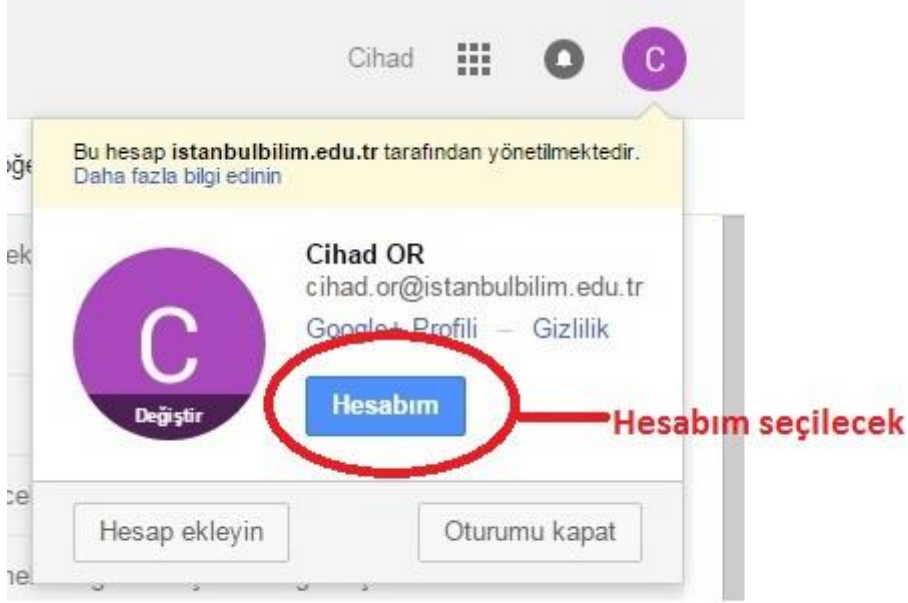 Cihad
C
Bu hesap istanbulbilim.edu.tr tarafından yönetilmektedir.
Daha fazla bilgi edinin
Cihad OR
cihad.or@istanbulbilim.edu.tr
Google+ Profili – Gizlilik
C
Değiştir
Hesabım
Hesabım seçilecek
Hesap ekleyin
Oturumu kapat